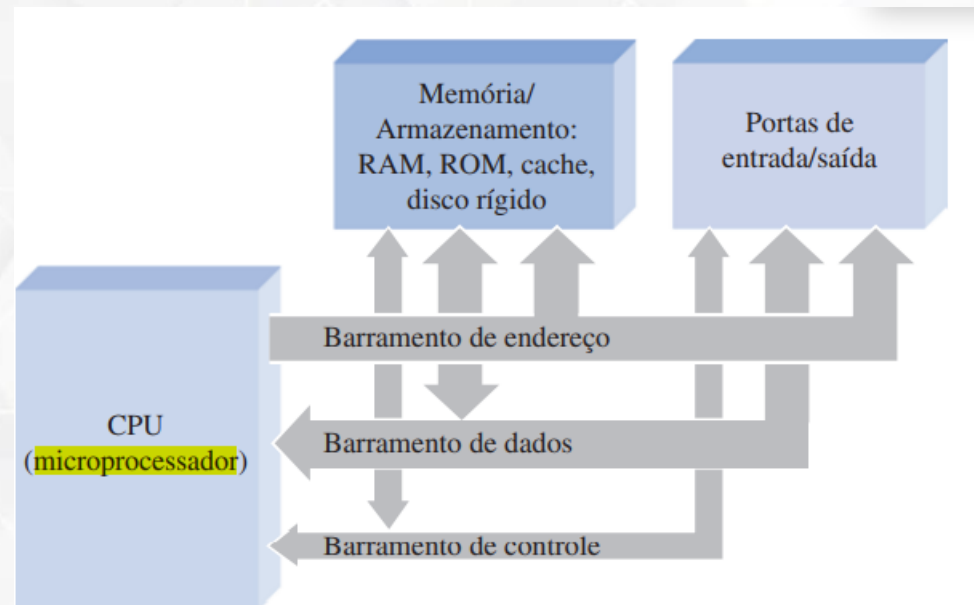 Memória/
Armazenamento:
RAM, ROM, cache,
disco rígido
Portas de
entrada/saída
Barramento de endereço
CPU
(microprocessador)
Barramento de dados
Barramento de controle